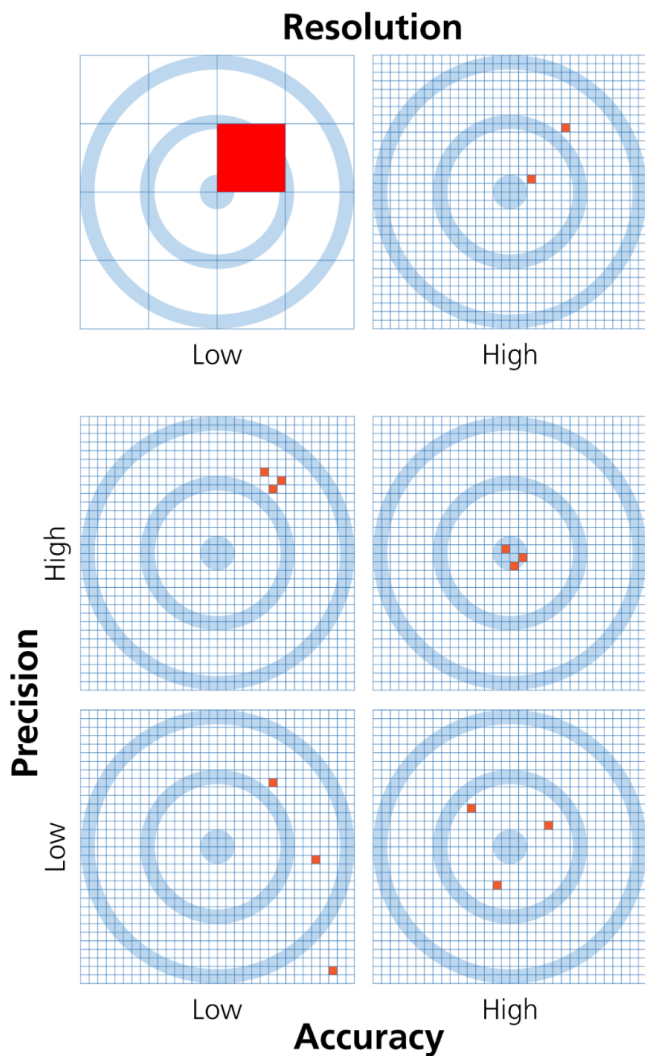 Resolution
Low
High
High
Precision
Low
Low
High
Accuracy